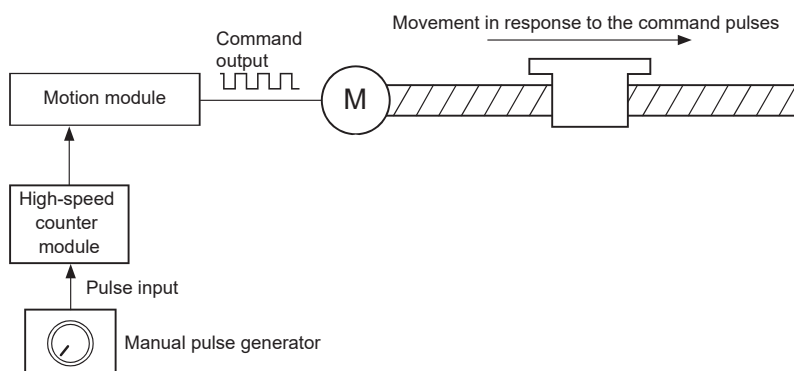 Movement in response to the command pulses
Command
output
Motion module
M
High-speed
counter
module
Pulse input
Manual pulse generator